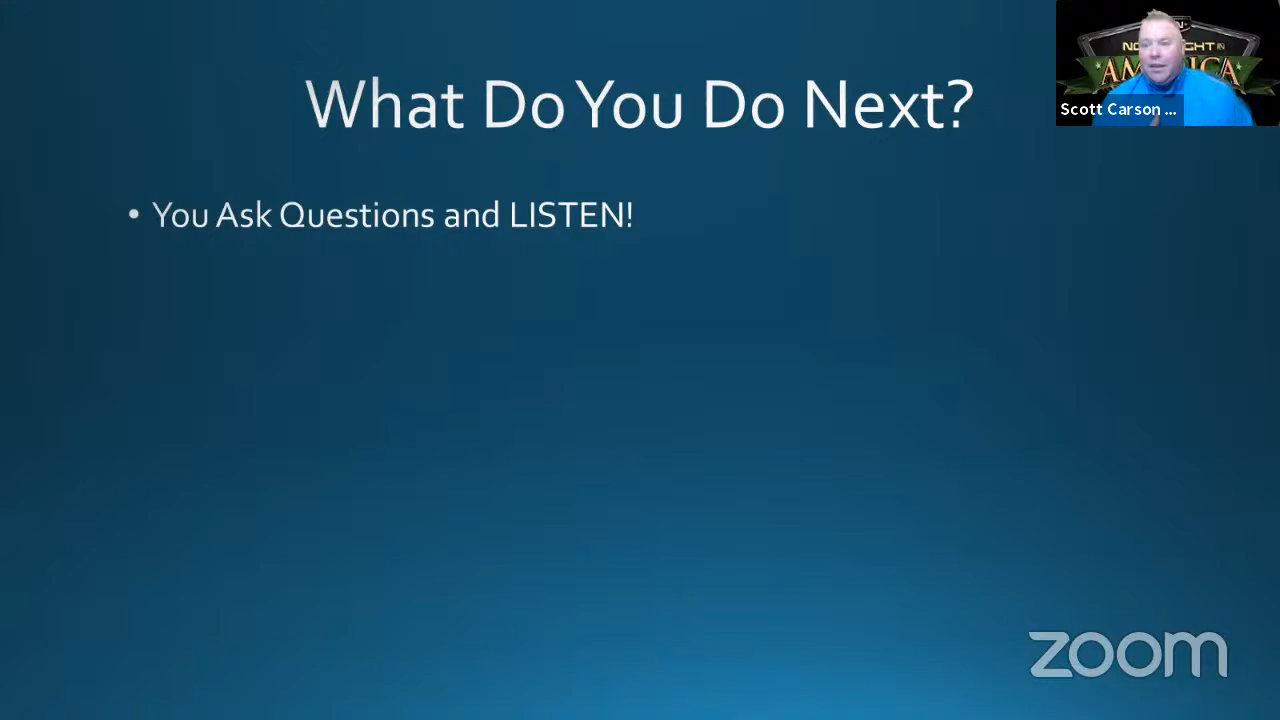 What Do You Do Next?
• You Ask Questions and LISTEN!
Scott Carson ...
zoom